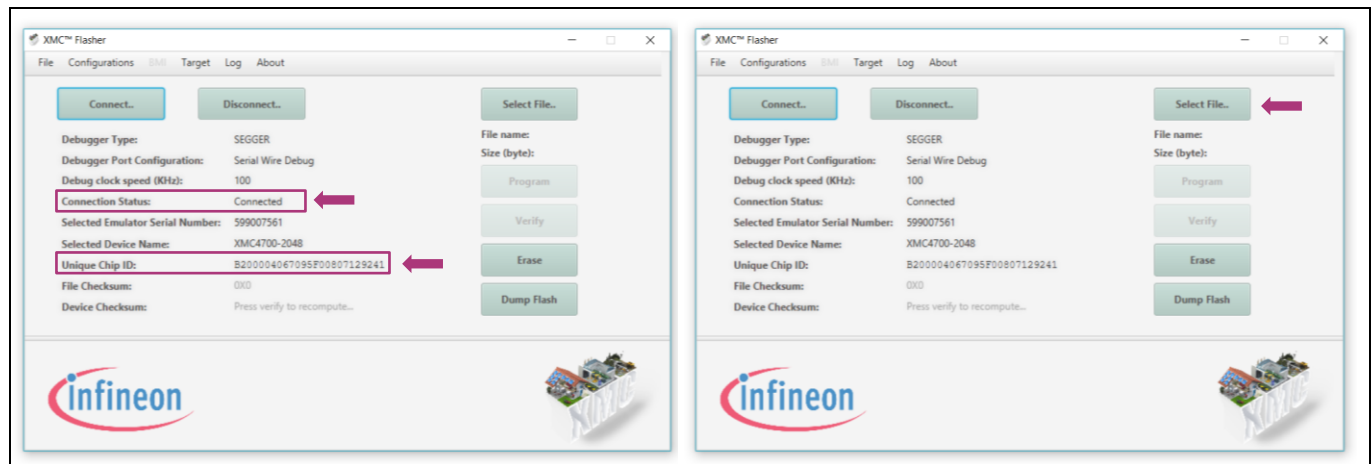 XMC™ Flasher
File Configurations BMI Target Log About
Connect.. Disconnect.. Select File..
Debugger Type: SEGGER File name:
Debugger Port Configuration: Serial Wire Debug Size (byte):
Debug clock speed (KHz): 100 Program
Connection Status: Connected
Selected Emulator Serial Number: 599007561 Verify
Selected Device Name: XMC4700-2048
Unique Chip ID: B200004067095F00807129241 Erase
File Checksum: 0X0
Device Checksum: Press verify to recompute... Dump Flash
infineon
XMC
XMC™ Flasher
File Configurations BMI Target Log About
Connect.. Disconnect.. Select File..
Debugger Type: SEGGER File name:
Debugger Port Configuration: Serial Wire Debug Size (byte):
Debug clock speed (KHz): 100 Program
Connection Status: Connected
Selected Emulator Serial Number: 599007561 Verify
Selected Device Name: XMC4700-2048
Unique Chip ID: B200004067095F00807129241 Erase
File Checksum: 0X0
Device Checksum: Press verify to recompute... Dump Flash
infineon
XMC